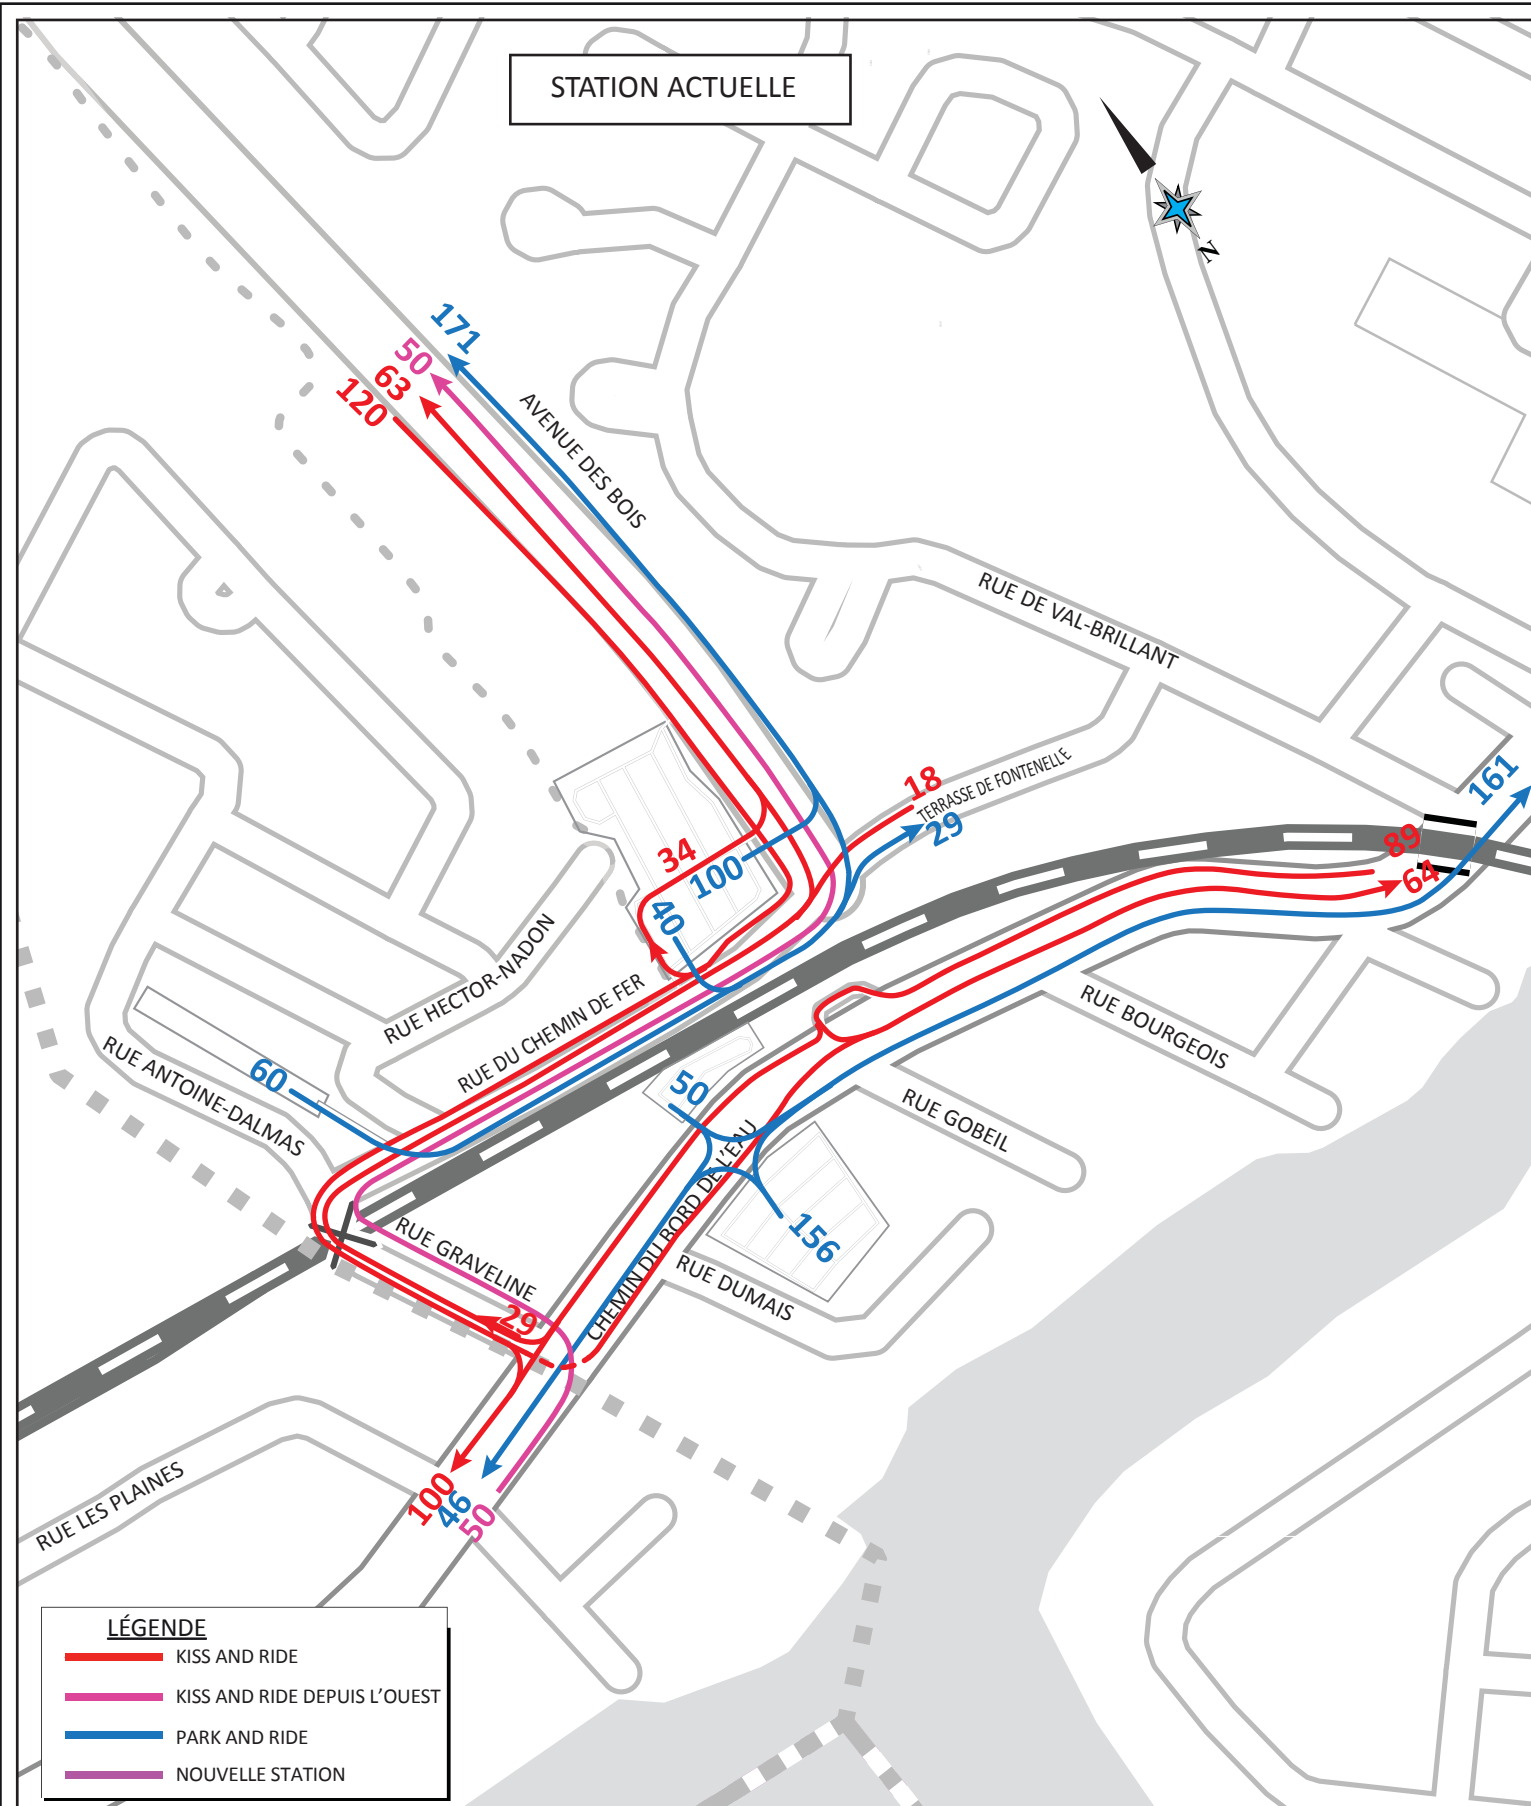 STATION ACTUELLE
N
171
50
63
120
AVENUE DES BOIS
RUE DE VAL-BRILLANT
18
TERRASSE DE FONTENELLE
29
161
89
64
34
100
40
RUE HECTOR-NADON
RUE DU CHEMIN DE FER
RUE ANTOINE-DALMAS
60
50
RUE BOURGEOIS
RUE GOBEIL
CHEMIN DU BORD DE L'EAU
156
RUE GRAVELINE
RUE DUMAIS
29
100
46
50
RUE LES PLAINES
LÉGENDE
KISS AND RIDE
KISS AND RIDE DEPUIS L'OUEST
PARK AND RIDE
NOUVELLE STATION